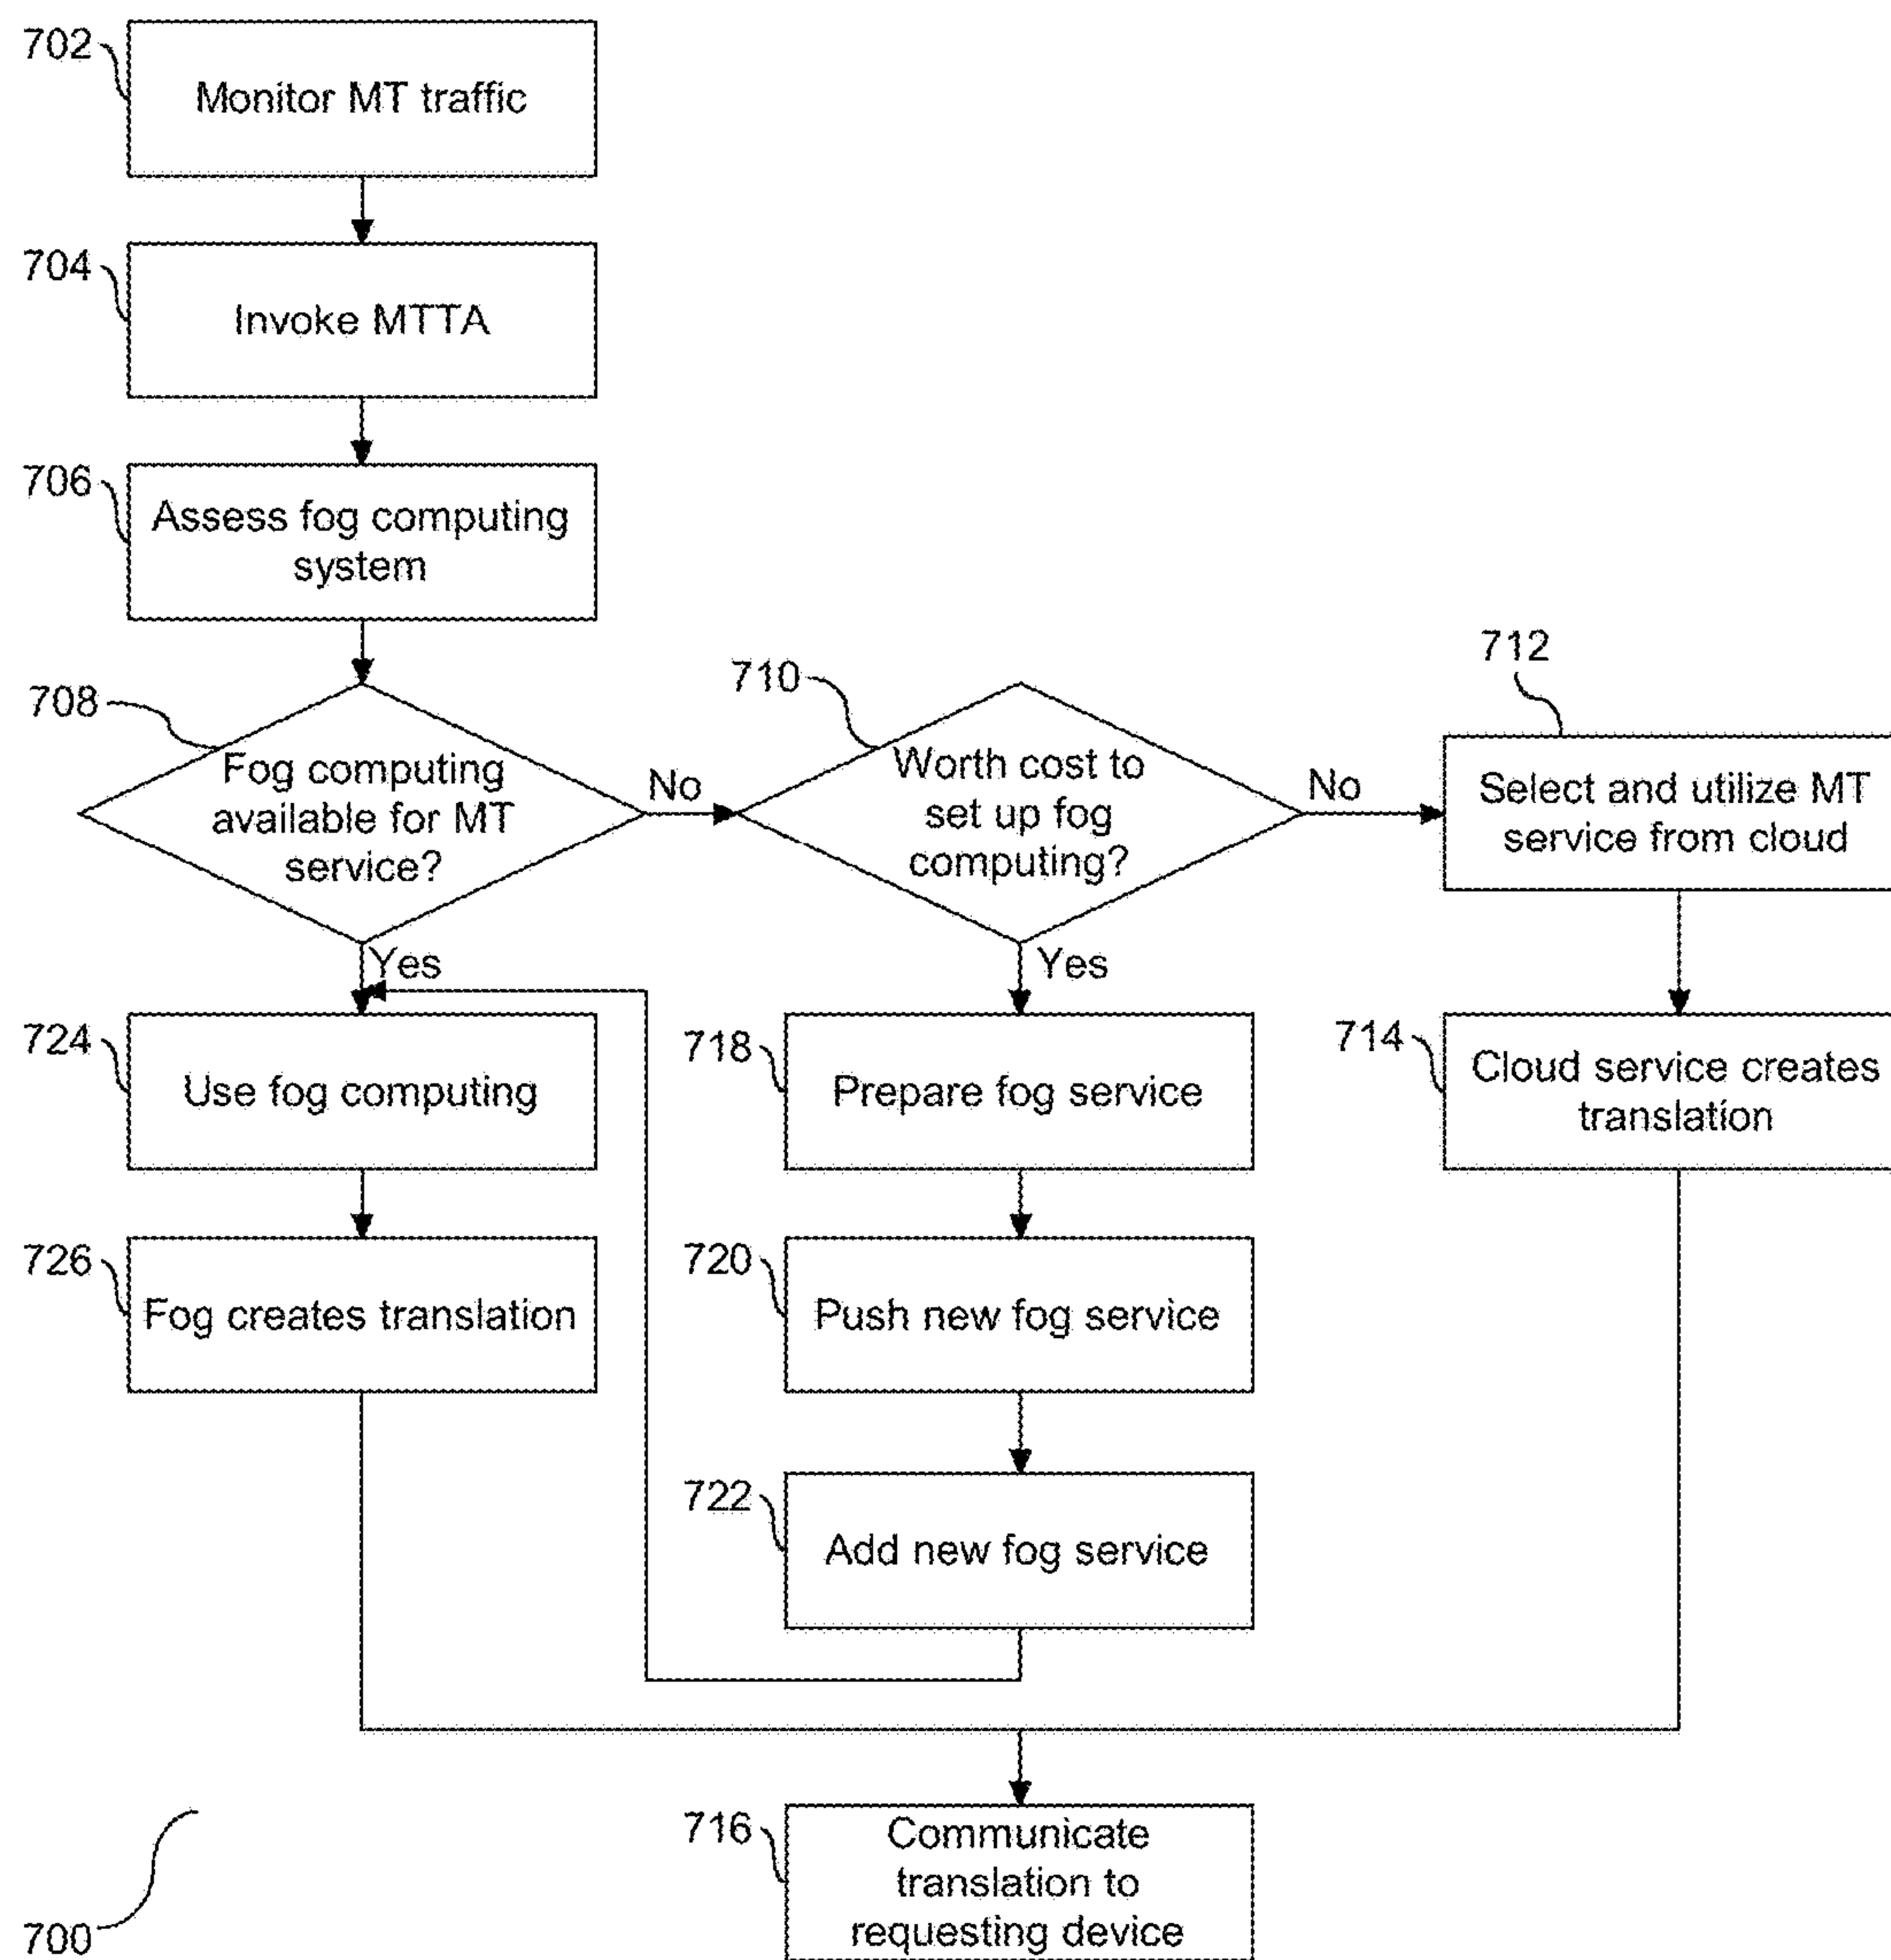 702
Monitor MT traffic
704
Invoke MTTA
706
Assess fog computing
system
708
Fog computing
available for MT
service?
No
Yes
710
Worth cost to
set up fog
computing?
No
Yes
712
Select and utilize MT
service from cloud
714
Cloud service creates
translation
724
Use fog computing
726
Fog creates translation
718
Prepare fog service
720
Push new fog service
722
Add new fog service
716
Communicate
translation to
requesting device
700